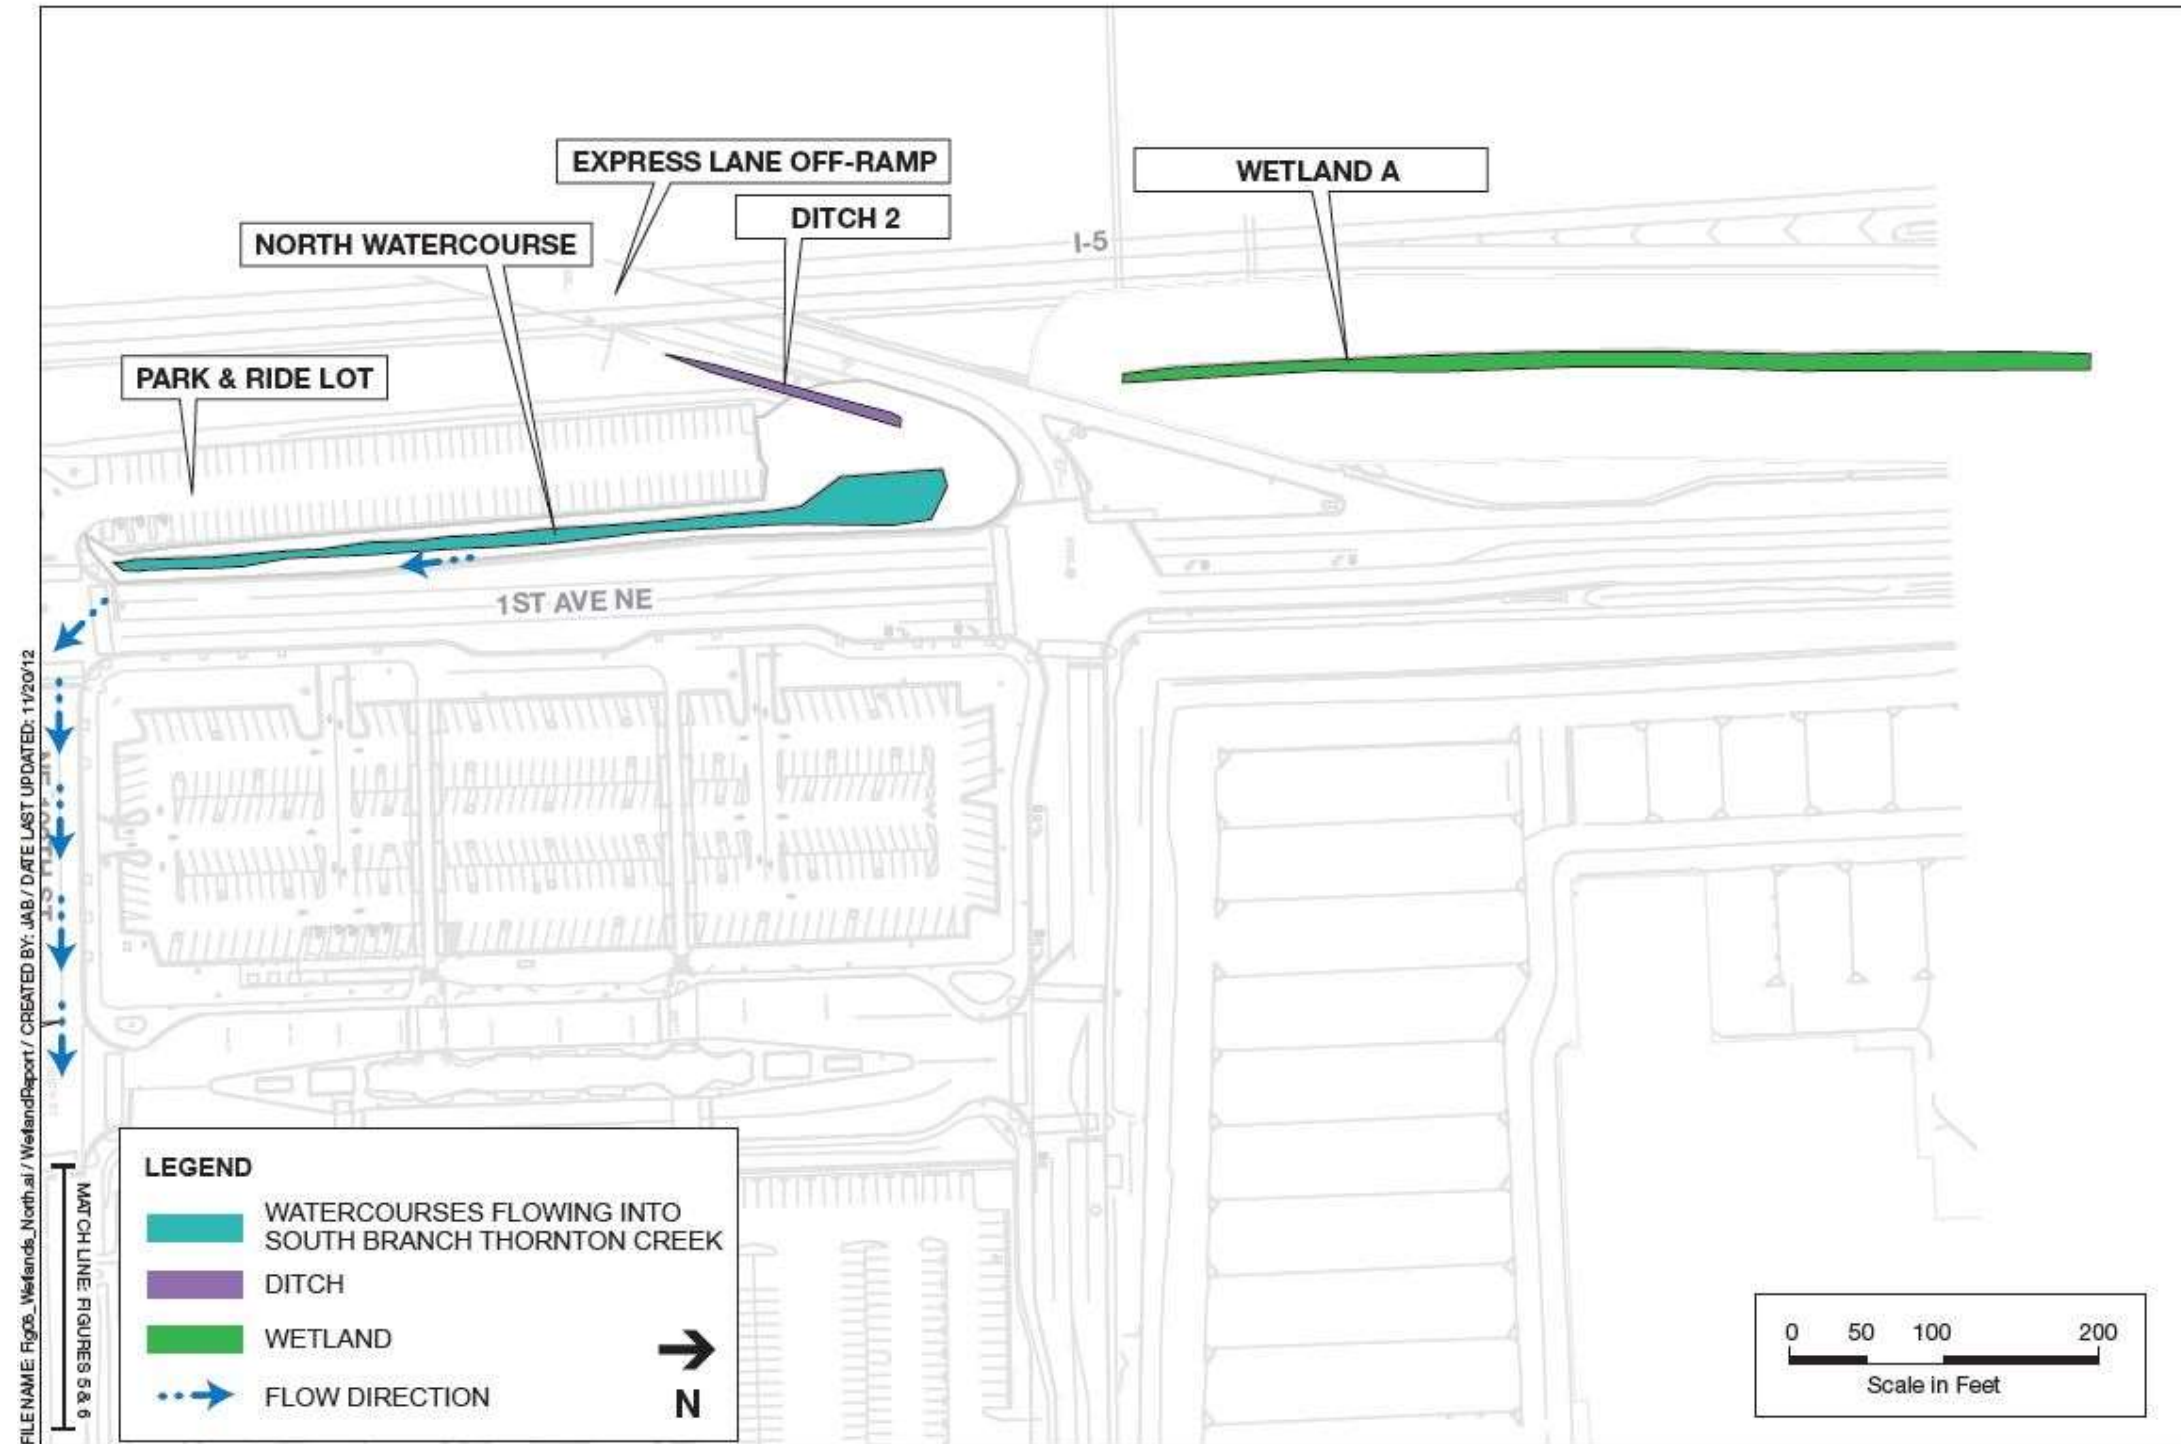 EXPRESS LANE OFF-RAMP
WETLAND A
DITCH 2
NORTH WATERCOURSE
I-5
PARK & RIDE LOT
1ST AVE NE
FILE NAME: Fig06_Wetlands_North.ai / WetlandReport / CREATED BY: JAB / DATE LAST UPDATED: 11/20/12
MATCH LINE: FIGURES 5 & 6
LEGEND
WATERCOURSES FLOWING INTO
SOUTH BRANCH THORNTON CREEK
DITCH
WETLAND
FLOW DIRECTION
N
0 50 100 200
Scale in Feet